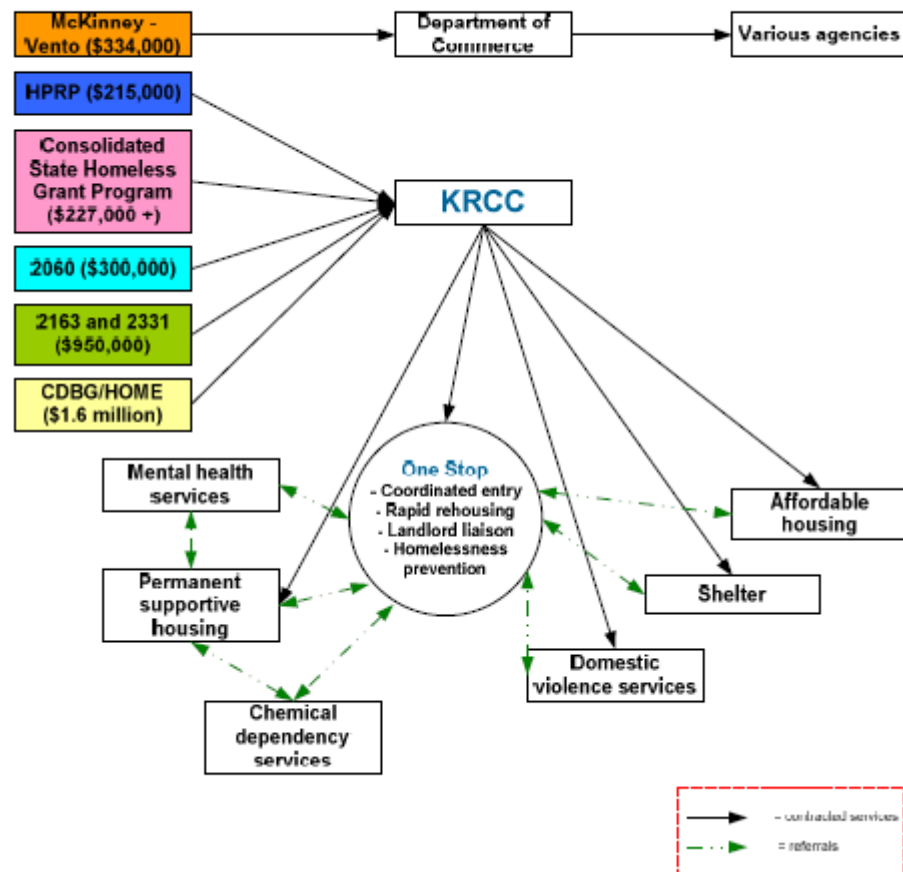 McKinney -
Vento ($334,000)
Department of
Commerce
Various agencies
HPRP ($215,000)
Consolidated
State Homeless
Grant Program
($227,000 +)
KRCC
2060 ($300,000)
2163 and 2331
($950,000)
CDBG/HOME
($1.6 million)
One Stop
- Coordinated entry
- Rapid rehousing
- Landlord liaison
- Homelessness
prevention
Mental health
services
Affordable
housing
Permanent
supportive
housing
Shelter
Domestic
violence services
Chemical
dependency
services
- contracted services
= referrals